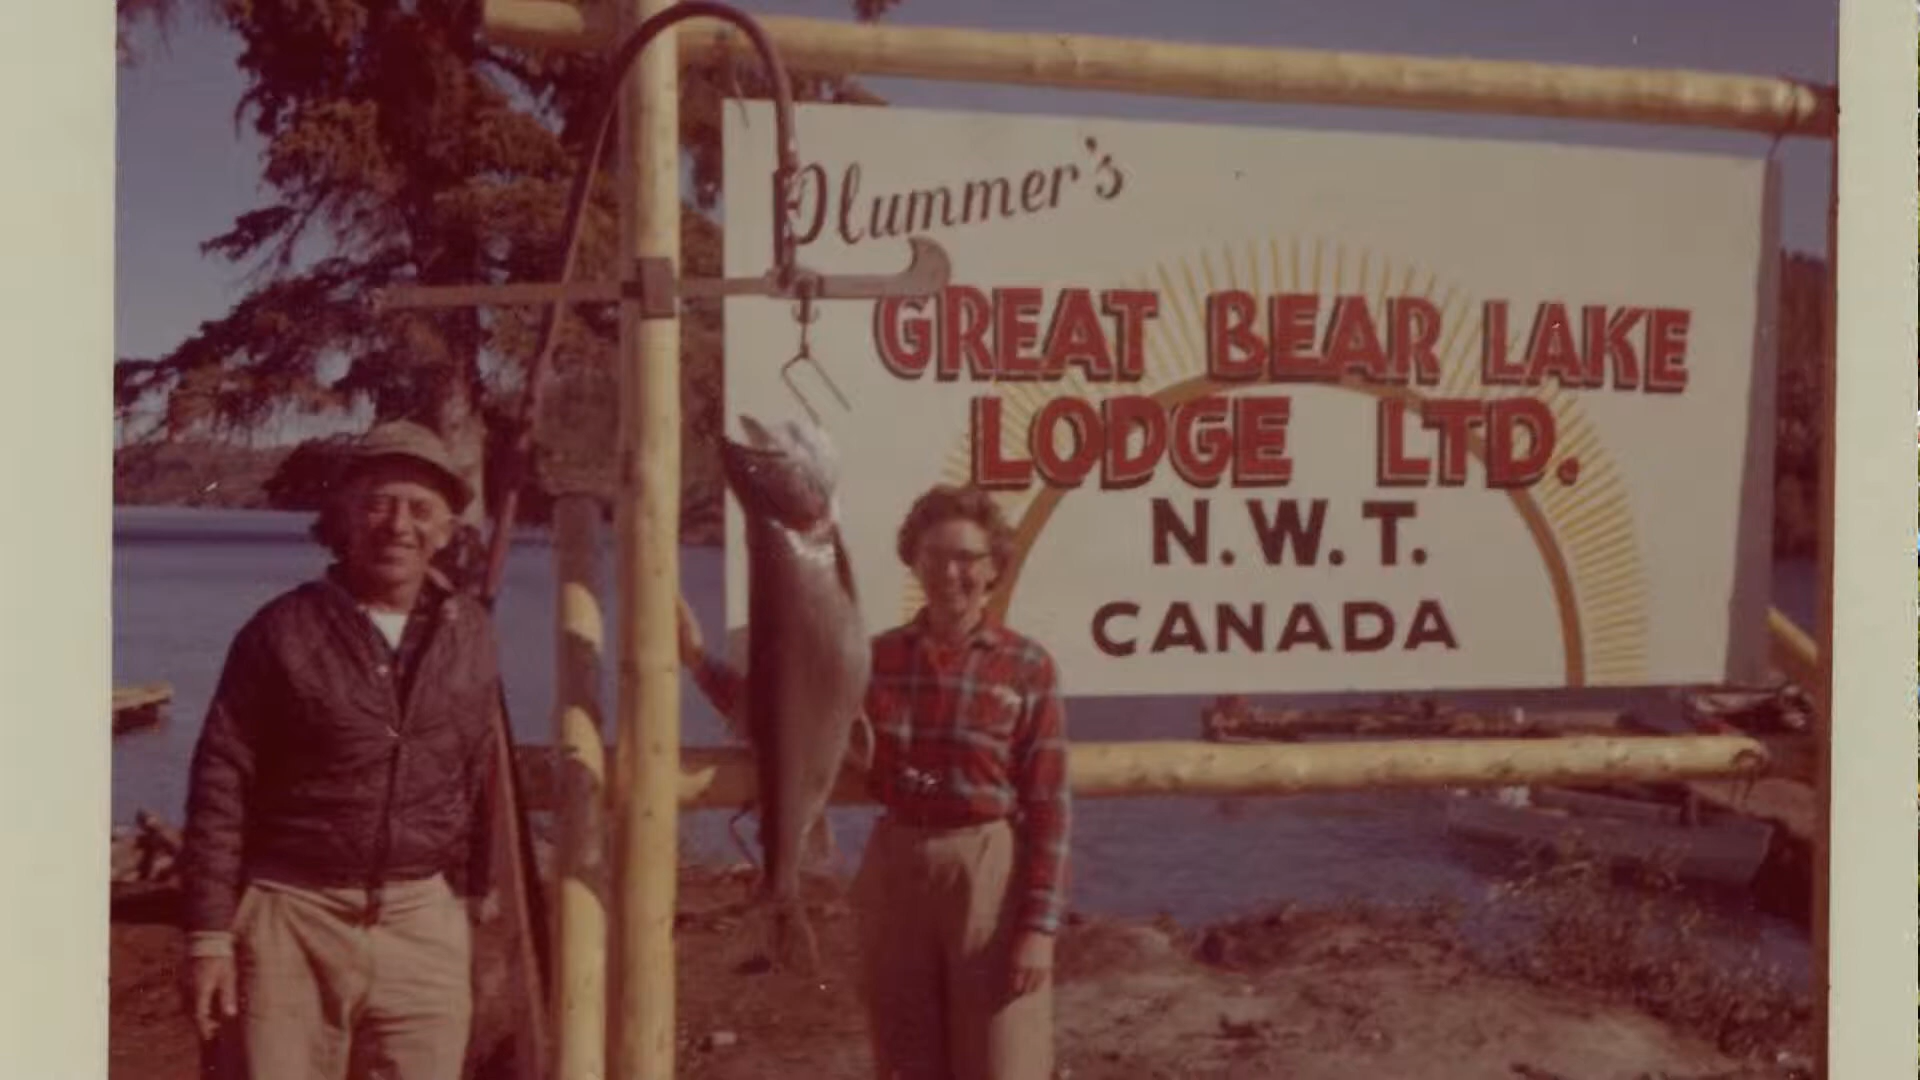 Plummer's
GREAT BEAR LAKE
LODGE LTD.
N.W.T.
CANADA